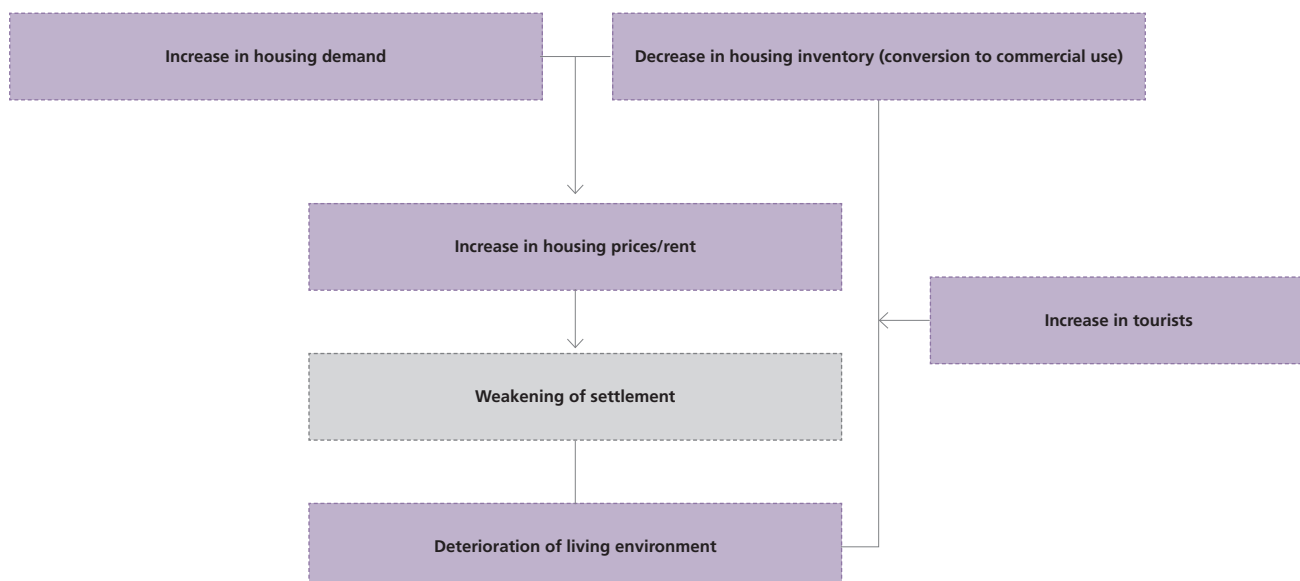 Increase in housing demand
Decrease in housing inventory (conversion to commercial use)
Increase in housing prices/rent
Increase in tourists
Weakening of settlement
Deterioration of living environment